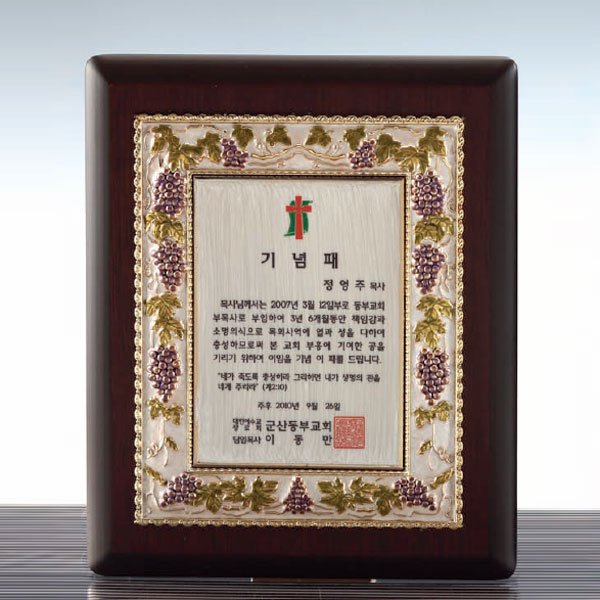 기념패
정영주 목사
목사님께서는 2007년 3월 12일부로 동부교회
부목사로 부임하여 3년 6개월동안 책임감과
소명의식으로 목회사역에 열과 성을 다하여
충성하므로써 본 교회 부흥에 기여한 공을
기리기 위하여 이임을 기념 이 패를 드립니다.
"네가 죽도록 충성하라 그리하면 내가 생명의 관을
네게 주리라" (계2:10)
주후 2010년 9월 26일
대한예수교
장로회 군산동부교회
담임목사 이동만